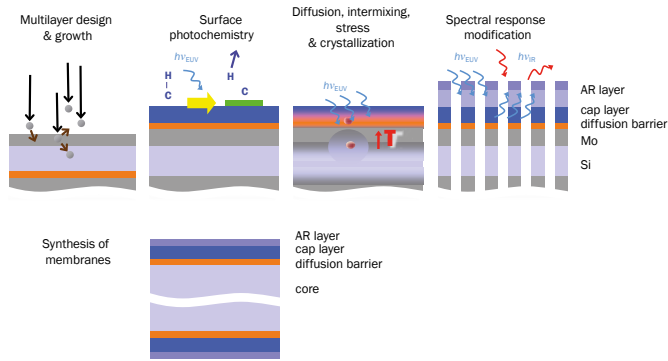 Multilayer design
& growth
Surface
photochemistry
Diffusion, intermixing,
stress
& crystallization
Spectral response
modification
H
C
hνEUV
H
C
hνEUV
T
hνEUV
hνIR
AR layer
cap layer
diffusion barrier
Mo
Si
Synthesis of
membranes
AR layer
cap layer
diffusion barrier
core